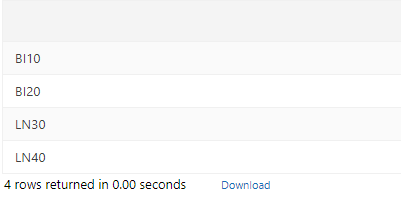 BI10
BI20
LN30
LN40
4 rows returned in 0.00 seconds Download